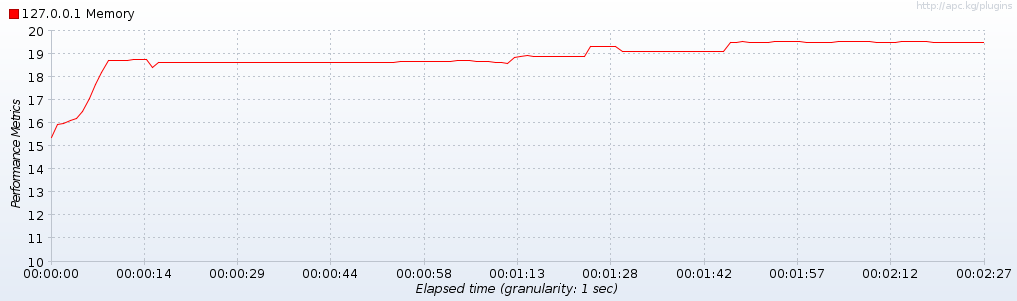 127.0.0.1 Memory
http://apc.kg/plugins
Performance Metrics
20
19
18
17
16
15
14
13
12
11
10
00:00:00 00:00:14 00:00:29 00:00:44 00:00:58 00:01:13 00:01:28 00:01:42 00:01:57 00:02:12 00:02:27
Elapsed time (granularity: 1 sec)